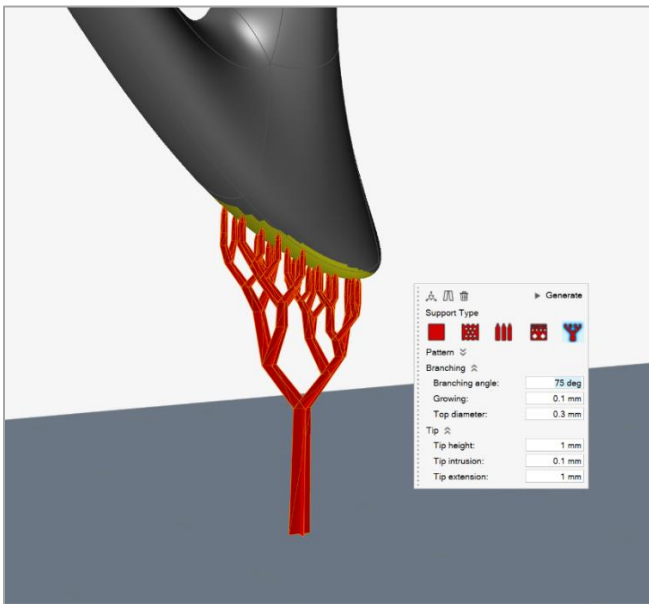 Generate
Support Type
Pattern
Branching
Branching angle: 75 deg
Growing: 0.1 mm
Top diameter: 0.3 mm
Tip
Tip height: 1 mm
Tip intrusion: 0.1 mm
Tip extension: 1 mm